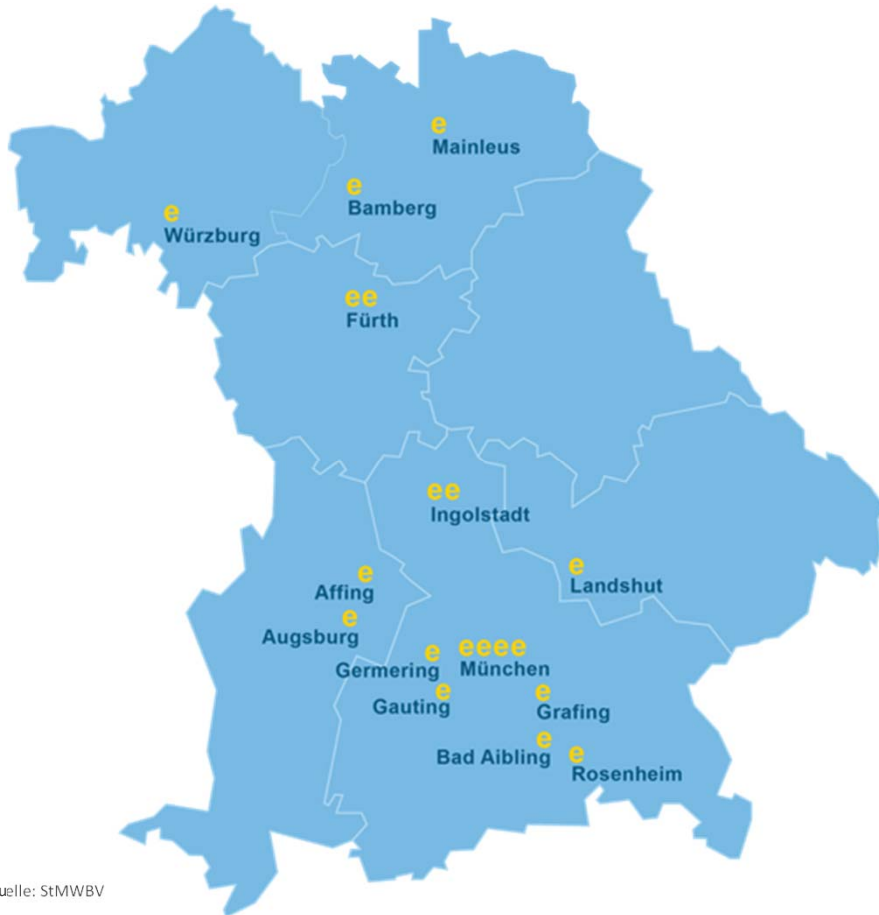 e
Mainleus
e
Bamberg
e
Würzburg
ee
Fürth
ee
Ingolstadt
e
Affing
e
Landshut
e
Augsburg
e
Germering
eeee
München
e
Gauting
e
Grafing
e
Bad Aibling
e
Rosenheim
uelle: StMWBV